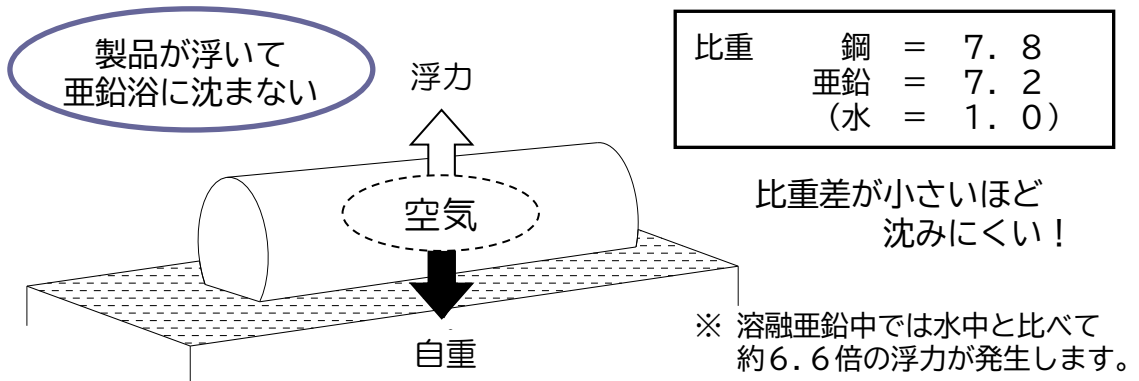 製品が浮いて
亜鉛浴に沈まない
浮力
空気
自重
比重　鋼　＝　７．８
亜鉛　＝　７．２
（水　＝　１．０）
比重差が小さいほど
沈みにくい！
※ 溶融亜鉛中では水中と比べて
約６.６倍の浮力が発生します。